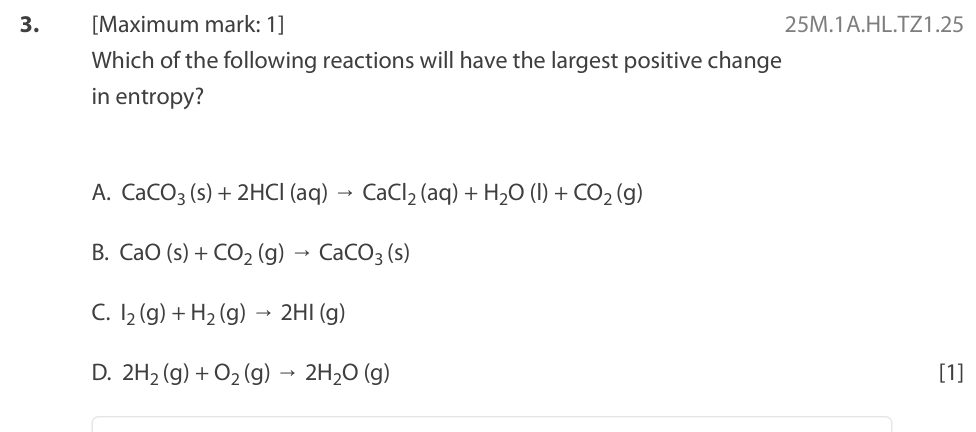 3. [Maximum mark: 1] 25M.1A.HL.TZ1.25
Which of the following reactions will have the largest positive change
in entropy?
A. CaCO₃ (s) + 2HCl (aq) → CaCl₂ (aq) + H₂O (l) + CO₂ (g)
B. CaO (s) + CO₂ (g) → CaCO₃ (s)
C. I₂ (g) + H₂ (g) → 2HI (g)
D. 2H₂ (g) + O₂ (g) → 2H₂O (g) [1]